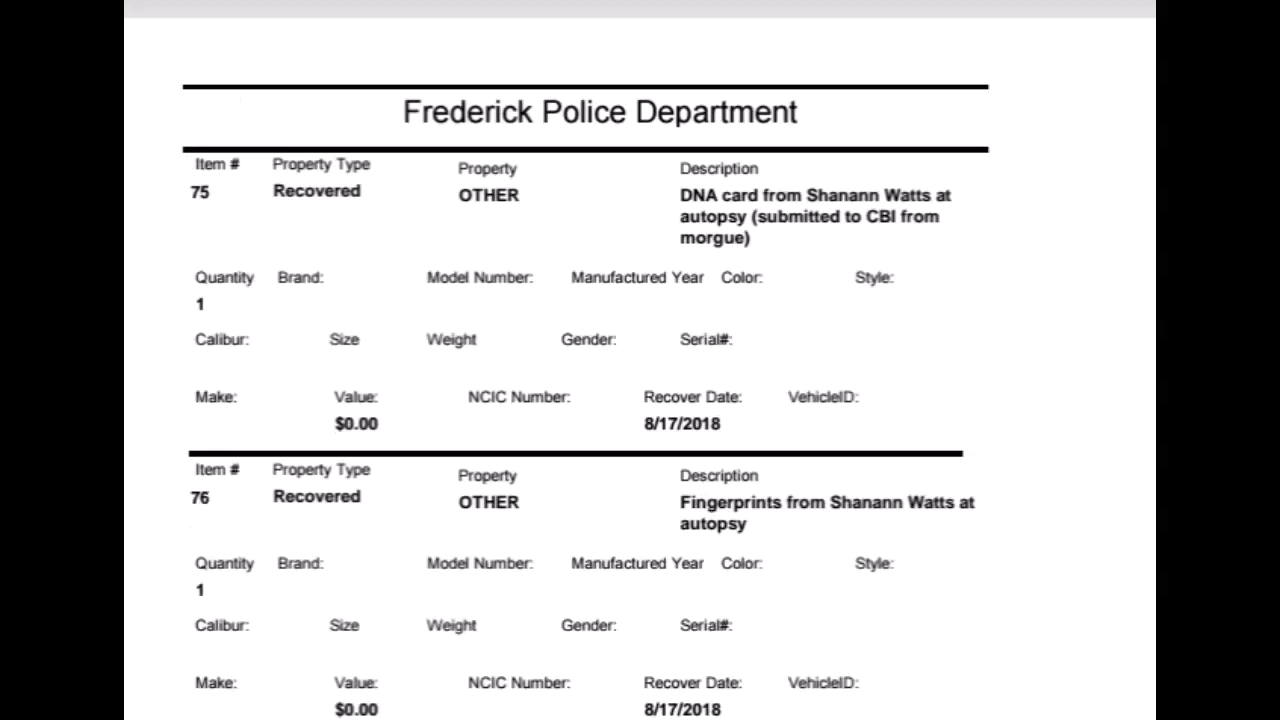 Frederick Police Department
Item # Property Type Property Description
75 Recovered OTHER DNA card from Shanann Watts at
autopsy (submitted to CBI from
morgue)
Quantity Brand: Model Number: Manufactured Year Color: Style:
1
Calibur: Size Weight Gender: Serial#:
Make: Value: NCIC Number: Recover Date: VehicleID:
$0.00 8/17/2018
Item # Property Type Property Description
76 Recovered OTHER Fingerprints from Shanann Watts at
autopsy
Quantity Brand: Model Number: Manufactured Year Color: Style:
1
Calibur: Size Weight Gender: Serial#:
Make: Value: NCIC Number: Recover Date: VehicleID:
$0.00 8/17/2018